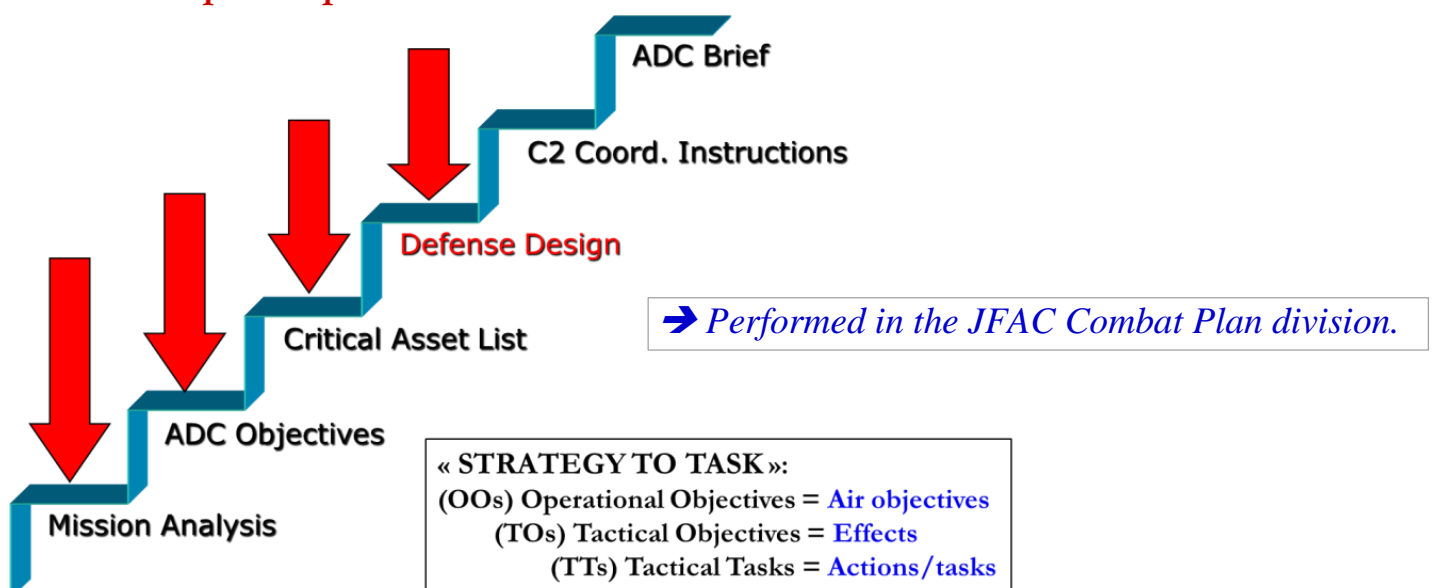 ADC Brief
C2 Coord. Instructions
Defense Design
➔ Performed in the JFAC Combat Plan division.
Critical Asset List
ADC Objectives
« STRATEGY TO TASK »:
(OOs) Operational Objectives = Air objectives
(TOs) Tactical Objectives = Effects
(TTs) Tactical Tasks = Actions/tasks
Mission Analysis